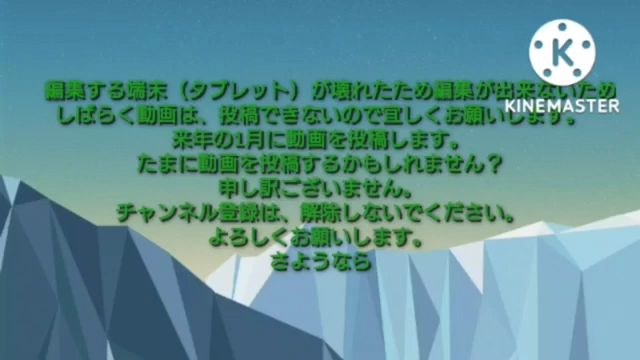 編集する端末（タブレット）が壊れたため編集が出来ないため
しばらく動画は、投稿できないので宜しくお願いします。
来年の1月に動画を投稿します。
たまに動画を投稿するかもしれません？
申し訳ございません。
チャンネル登録は、解除しないでください。
よろしくお願いします。
さようなら
K
KINEMASTER